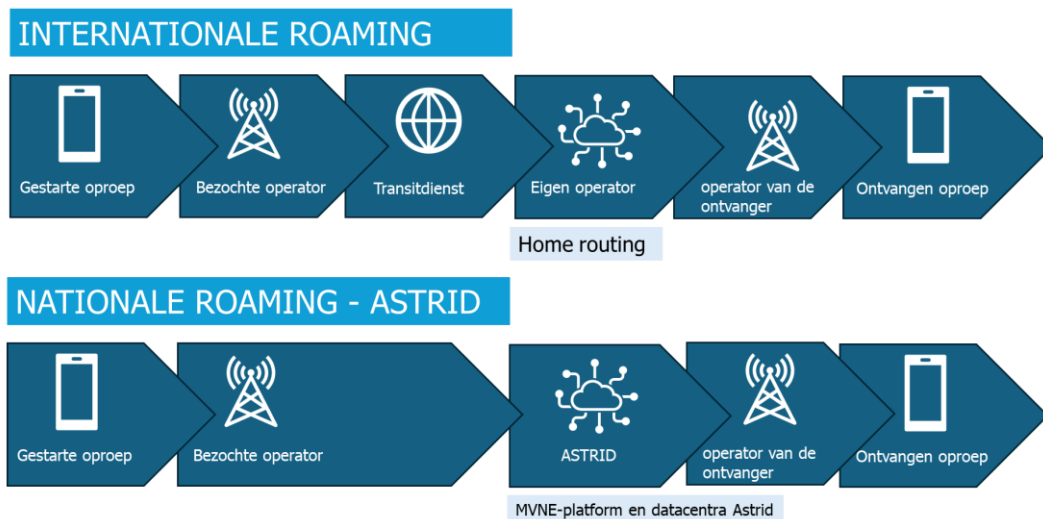 INTERNATIONALE ROAMING
Gestarte oproep
Bezochte operator
Transitdienst
Eigen operator
operator van de
ontvanger
Ontvangen oproep
Home routing
NATIONALE ROAMING - ASTRID
Gestarte oproep
Bezochte operator
ASTRID
operator van de
ontvanger
Ontvangen oproep
MVNE-platform en datacentra Astrid